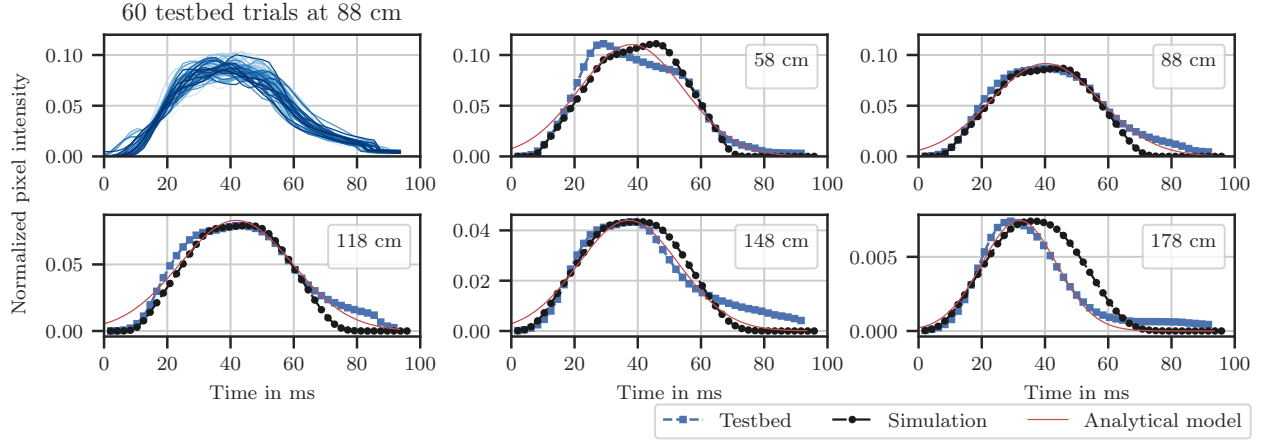 60 testbed trials at 88 cm
Normalized pixel intensity
0.10
0.05
0.00
0 20 40 60 80 100
58 cm
0.10
0.05
0.00
0 20 40 60 80 100
88 cm
0.10
0.05
0.00
0 20 40 60 80 100
118 cm
0.05
0.00
0 20 40 60 80 100
Time in ms
148 cm
0.04
0.02
0.00
0 20 40 60 80 100
Time in ms
178 cm
0.005
0.000
0 20 40 60 80 100
Time in ms
Testbed Simulation Analytical model